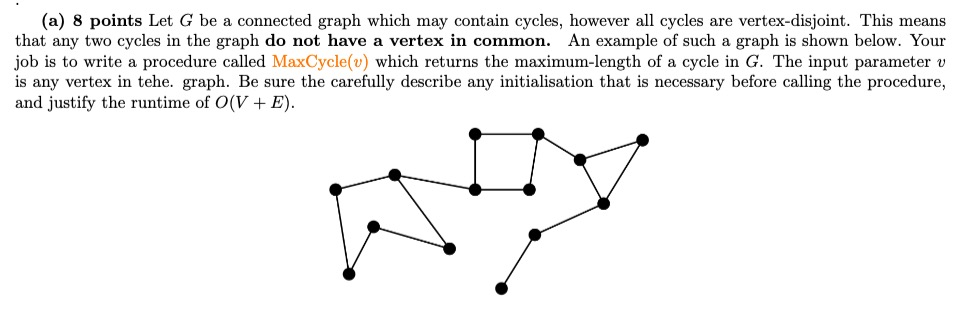 (a) 8 points Let G be a connected graph which may contain cycles, however all cycles are vertex-disjoint. This means
that any two cycles in the graph do not have a vertex in common. An example of such a graph is shown below. Your
job is to write a procedure called MaxCycle(v) which returns the maximum-length of a cycle in G. The input parameter v
is any vertex in tehe. graph. Be sure the carefully describe any initialisation that is necessary before calling the procedure,
and justify the runtime of O(V + E).